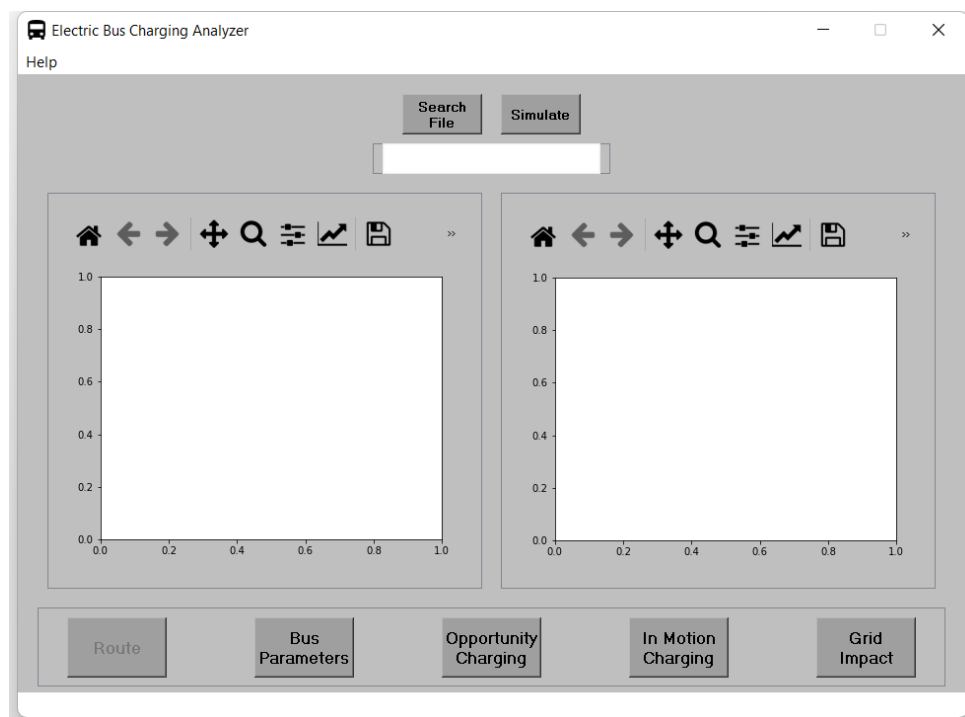 Electric Bus Charging Analyzer
Help
Search
File
Simulate
»
»
1.0
0.8
0.6
0.4
0.2
0.0
0.0 0.2 0.4 0.6 0.8 1.0
1.0
0.8
0.6
0.4
0.2
0.0
0.0 0.2 0.4 0.6 0.8 1.0
Route
Bus
Parameters
Opportunity
Charging
In Motion
Charging
Grid
Impact